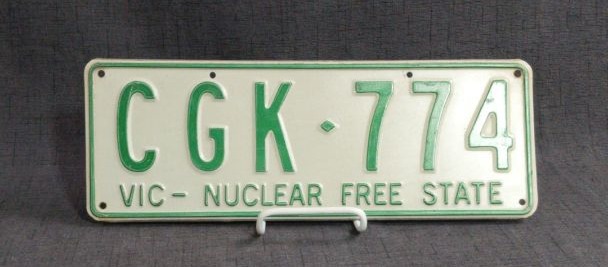 CGK·774
VIC - NUCLEAR FREE STATE